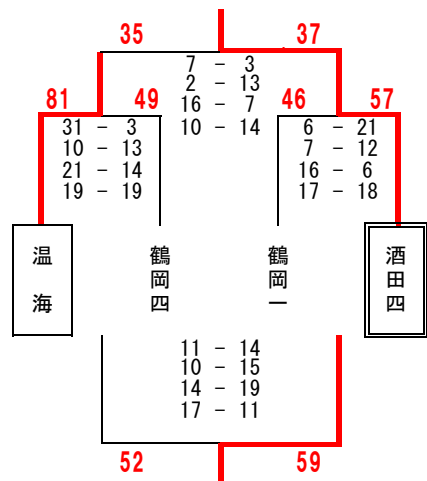 35 37
7 - 3
2 - 13
16 - 7
10 - 14
81 49 46 57
31 - 3
10 - 13
21 - 14
19 - 19
6 - 21
7 - 12
16 - 6
17 - 18
温海
鶴岡四
鶴岡一
酒田四
11 - 14
10 - 15
14 - 19
17 - 11
52 59